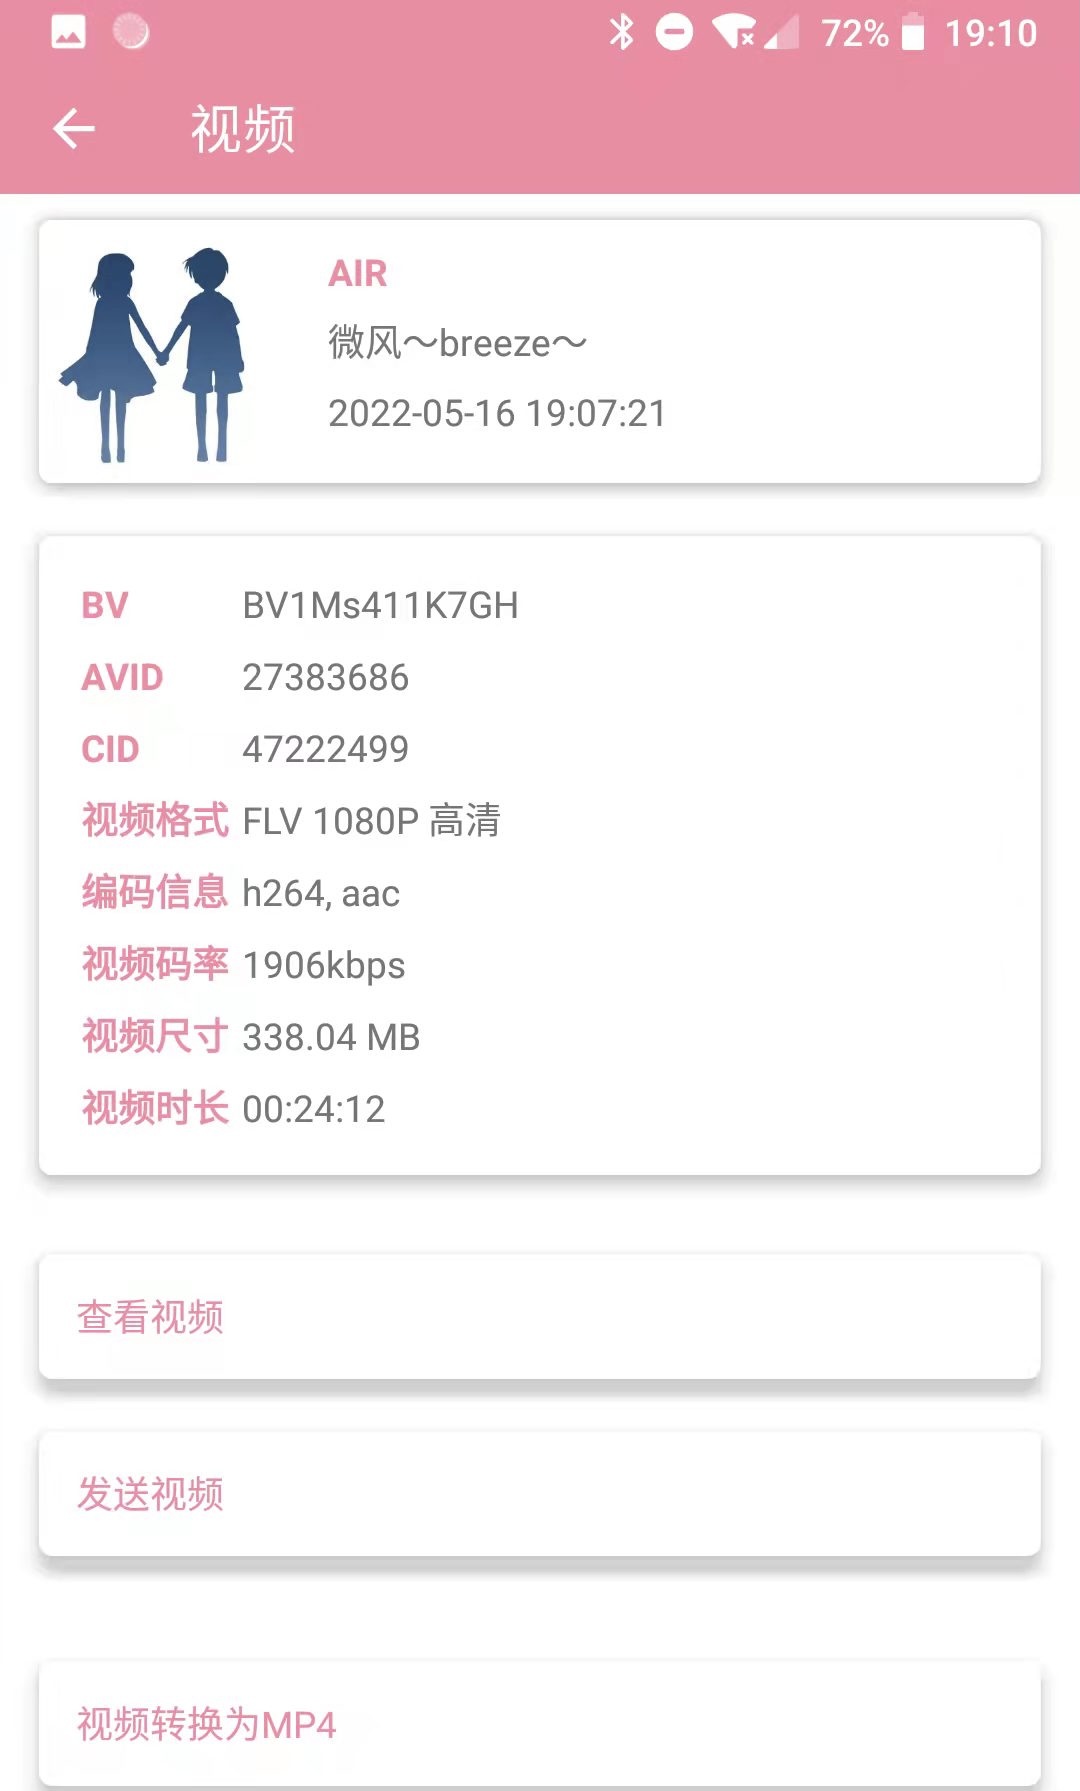 72% 19:10
视频
AIR
微风～breeze～
2022-05-16 19:07:21
BV BV1Ms411K7GH
AVID 27383686
CID 47222499
视频格式 FLV 1080P 高清
编码信息 h264, aac
视频码率 1906kbps
视频尺寸 338.04 MB
视频时长 00:24:12
查看视频
发送视频
视频转换为MP4